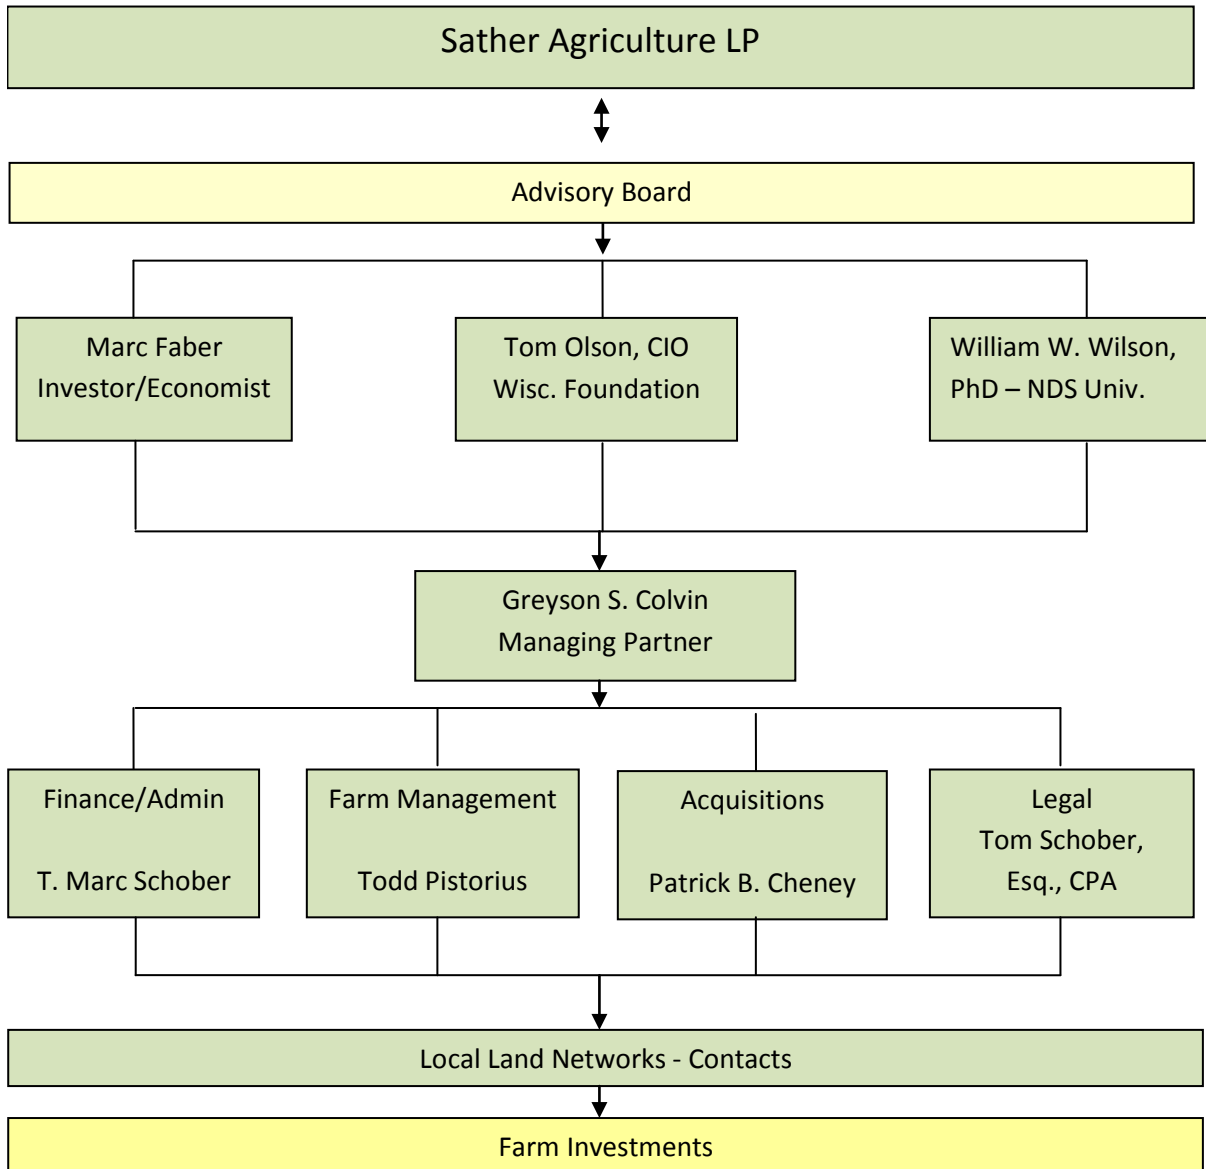 Sather Agriculture LP
Advisory Board
Marc Faber
Investor/Economist
Tom Olson, CIO
Wisc. Foundation
William W. Wilson,
PhD – NDS Univ.
Greyson S. Colvin
Managing Partner
Finance/Admin
T. Marc Schober
Farm Management
Todd Pistorius
Acquisitions
Patrick B. Cheney
Legal
Tom Schober,
Esq., CPA
Local Land Networks - Contacts
Farm Investments